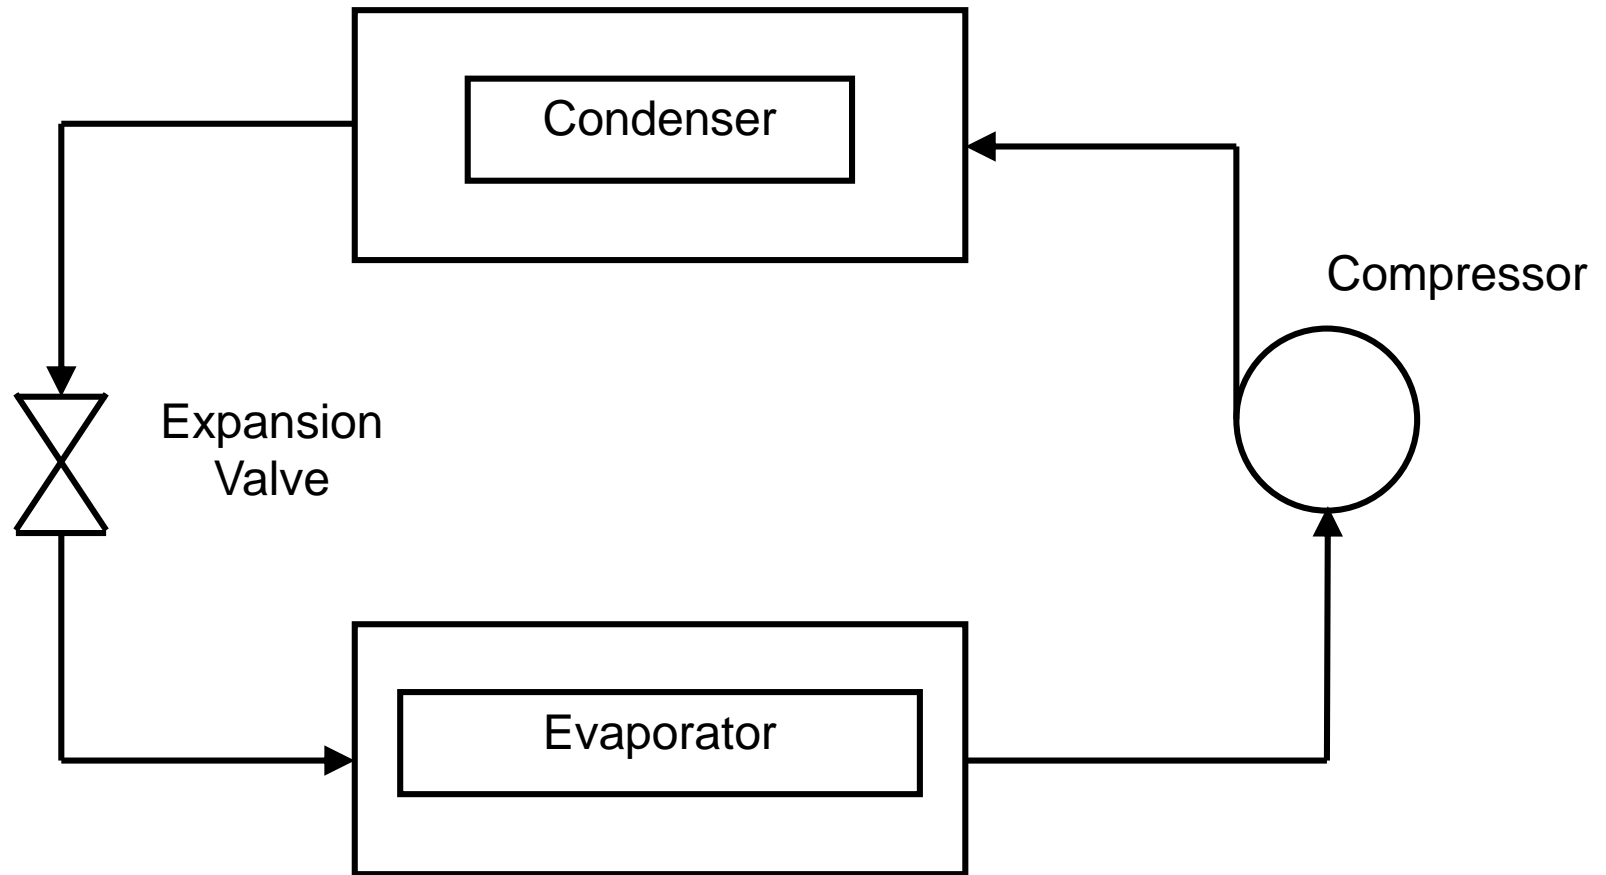 Condenser
Compressor
Expansion
Valve
Evaporator